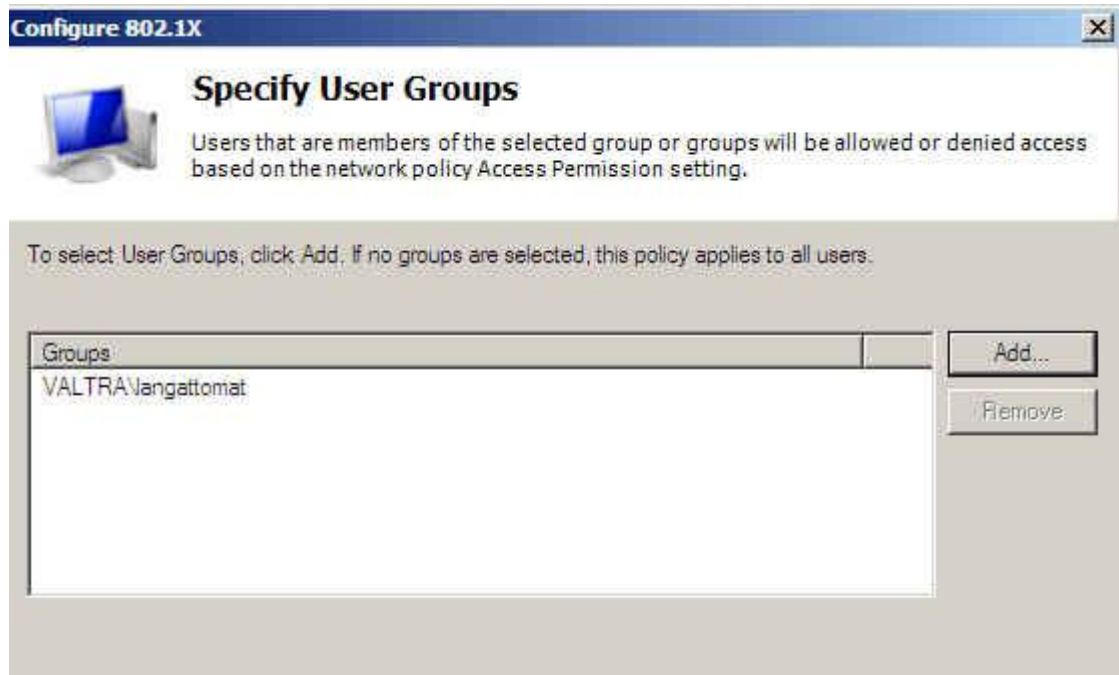 Configure 802.1X
Specify User Groups
Users that are members of the selected group or groups will be allowed or denied access
based on the network policy Access Permission setting.
To select User Groups, click Add. If no groups are selected, this policy applies to all users.
Groups
Add...
VALTRA\langattomat
Remove